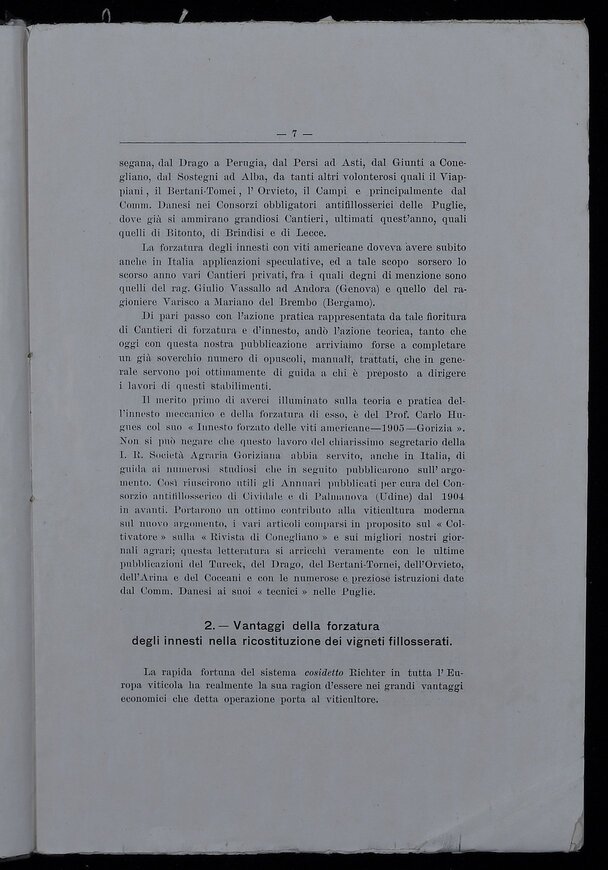 — 7 —
segana, dal Drago a Perugia, dal Persi ad Asti, dal Giunti a Cone-
gliano, dal Sostegni ad Alba, da tanti altri volonterosi quali il Viap-
piani, il Bertani-Tomei, l' Orvieto, il Campi e principalmente dal
Comm. Danesi nei Consorzi obbligatori antifillosserici delle Puglie,
dove già si ammirano grandiosi Cantieri, ultimati quest'anno, quali
quelli di Bitonto, di Brindisi e di Lecce.
La forzatura degli innesti con viti americane doveva avere subito
anche in Italia applicazioni speculative, ed a tale scopo sorsero lo
scorso anno vari Cantieri privati, fra i quali degni di menzione sono
quelli del rag. Giulio Vassallo ad Andora (Genova) e quello del ra-
gioniere Varisco a Mariano del Brembo (Bergamo).
Di pari passo con l'azione pratica rappresentata da tale fioritura
di Cantieri di forzatura e d'innesto, andò l'azione teorica, tanto che
oggi con questa nostra pubblicazione arriviamo forse a completare
un già soverchio numero di opuscoli, manuali, trattati, che in gene-
rale servono poi ottimamente di guida a chi è preposto a dirigere
i lavori di questi stabilimenti.
Il merito primo di averci illuminato sulla teoria e pratica del-
l'innesto meccanico e della forzatura di esso, è del Prof. Carlo Hu-
gues col suo « Innesto forzato delle viti americane—1905—Gorizia ».
Non si può negare che questo lavoro del chiarissimo segretario della
I. R. Società Agraria Goriziana abbia servito, anche in Italia, di
guida ai numerosi studiosi che in seguito pubblicarono sull' argo-
mento. Così riuscirono utili gli Annuari pubblicati per cura del Con-
sorzio antifillosserico di Cividale e di Palmanova (Udine) dal 1904
in avanti. Portarono un ottimo contributo alla viticultura moderna
sul nuovo argomento, i vari articoli comparsi in proposito sul « Col-
tivatore » sulla « Rivista di Conegliano » e sui migliori nostri gior-
nali agrari; questa letteratura si arricchì veramente con le ultime
pubblicazioni del Tureck, del Drago, del Bertani-Tornei, dell'Orvieto,
dell'Arina e del Coceani e con le numerose e preziose istruzioni date
dal Comm. Danesi ai suoi « tecnici » nelle Puglie.
2. — Vantaggi della forzatura
degli innesti nella ricostituzione dei vigneti fillosserati.
La rapida fortuna del sistema cosidetto Richter in tutta l' Eu-
ropa viticola ha realmente la sua ragion d'essere nei grandi vantaggi
economici che detta operazione porta al viticultore.